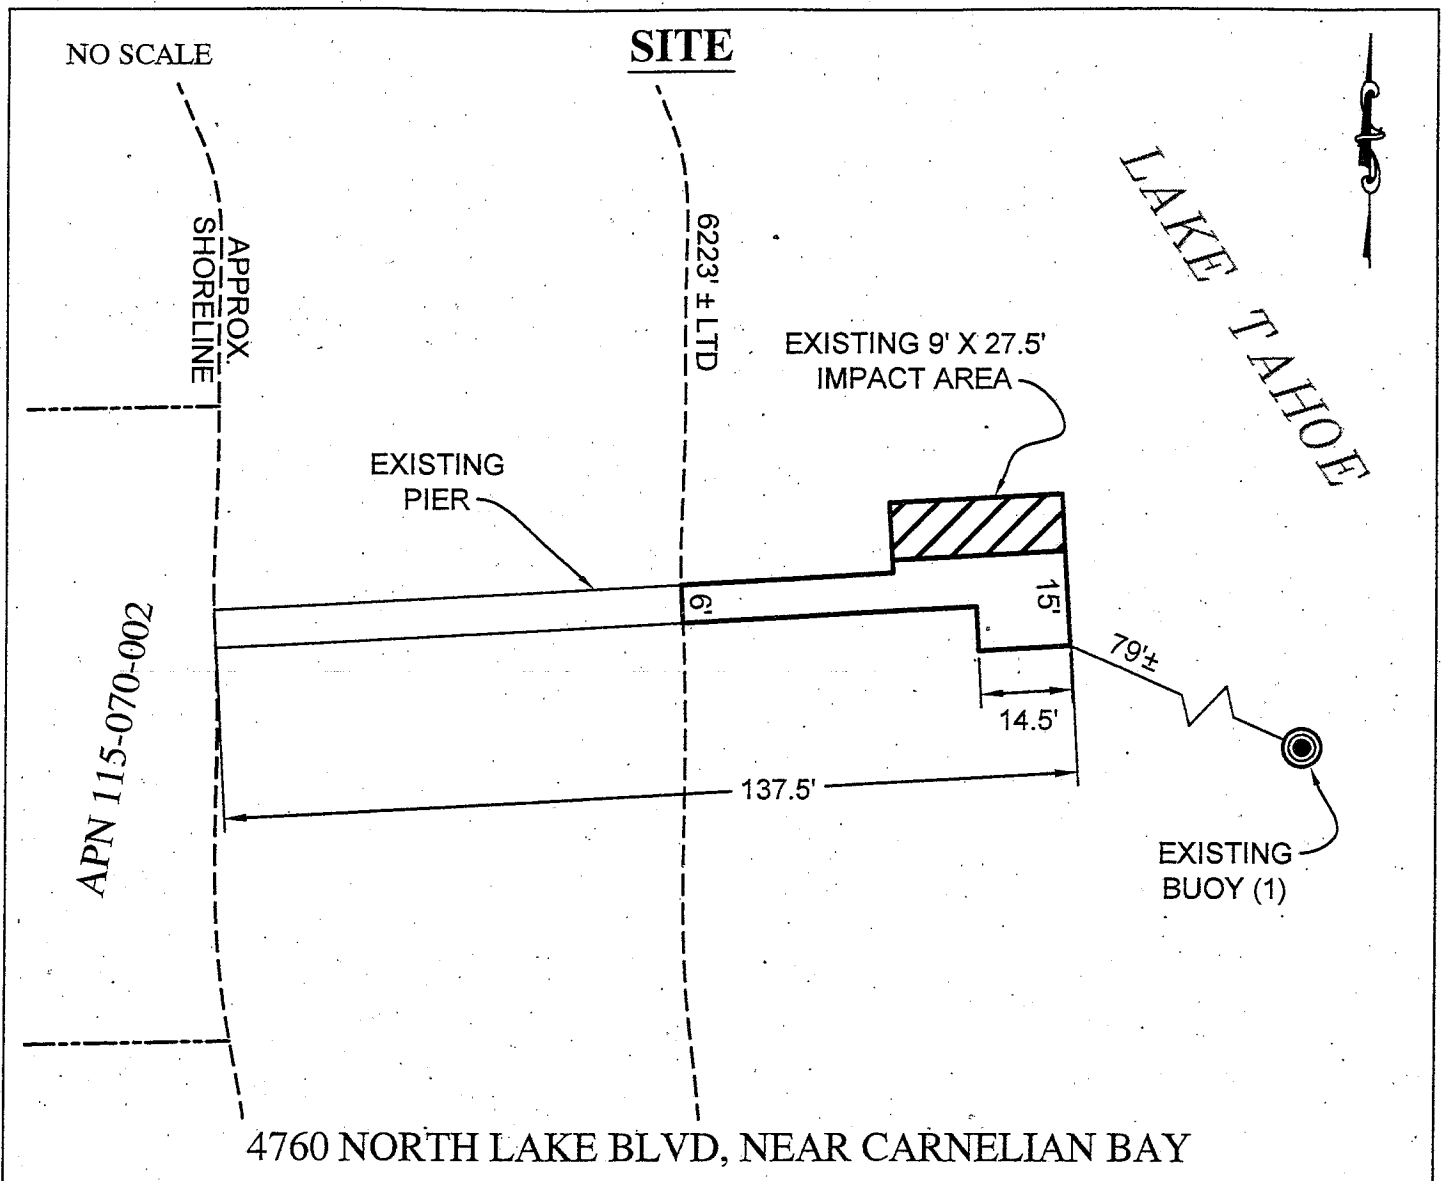 NO SCALE
SITE
LAKE TAHOE
APPROX.
SHORELINE
6223' ± LTD
EXISTING 9' X 27.5'
IMPACT AREA
EXISTING
PIER
6'
15'
79'±
14.5'
137.5'
APN 115-070-002
EXISTING
BUOY (1)
4760 NORTH LAKE BLVD, NEAR CARNELIAN BAY